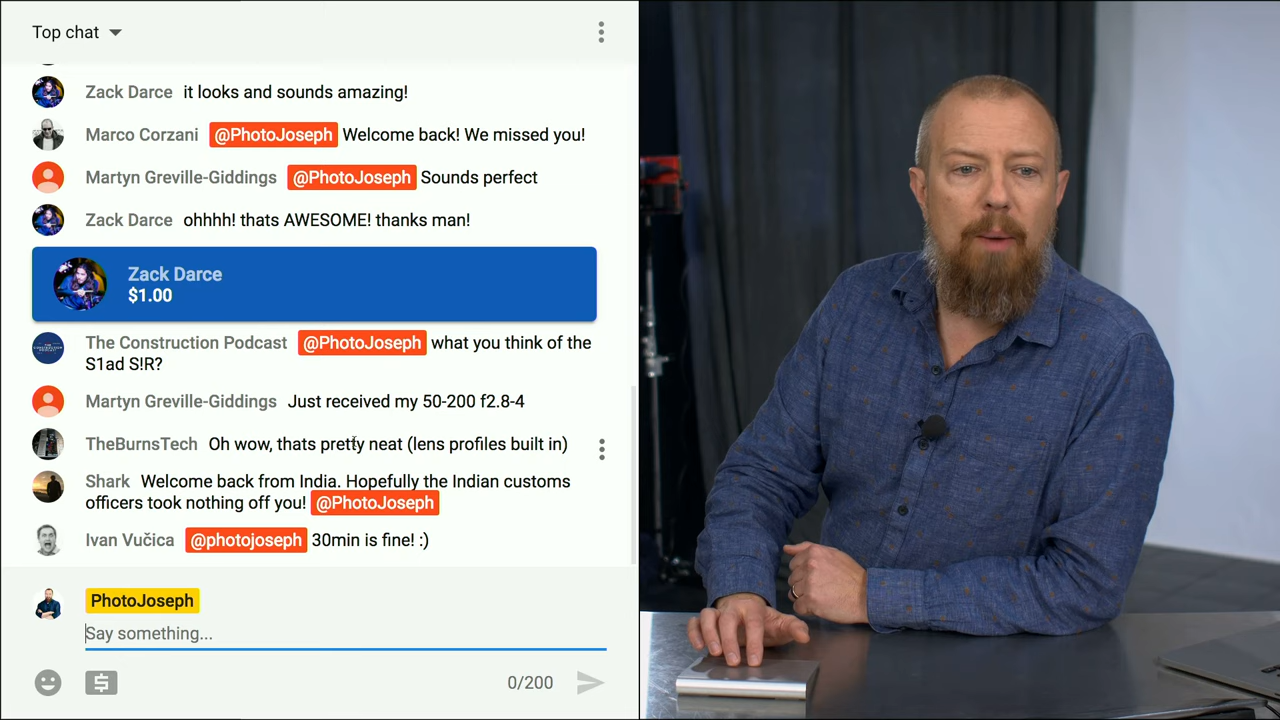 Top chat
Zack Darce it looks and sounds amazing!
Marco Corzani @PhotoJoseph Welcome back! We missed you!
Martyn Greville-Giddings @PhotoJoseph Sounds perfect
Zack Darce ohhhh! thats AWESOME! thanks man!
Zack Darce
$1.00
The Construction Podcast @PhotoJoseph what you think of the
S1ad S!R?
Martyn Greville-Giddings Just received my 50-200 f2.8-4
TheBurnsTech Oh wow, thats pretty neat (lens profiles built in)
Shark Welcome back from India. Hopefully the Indian customs
officers took nothing off you! @PhotoJoseph
Ivan Vučica @photojoseph 30min is fine! :)
PhotoJoseph
Say something...
0/200